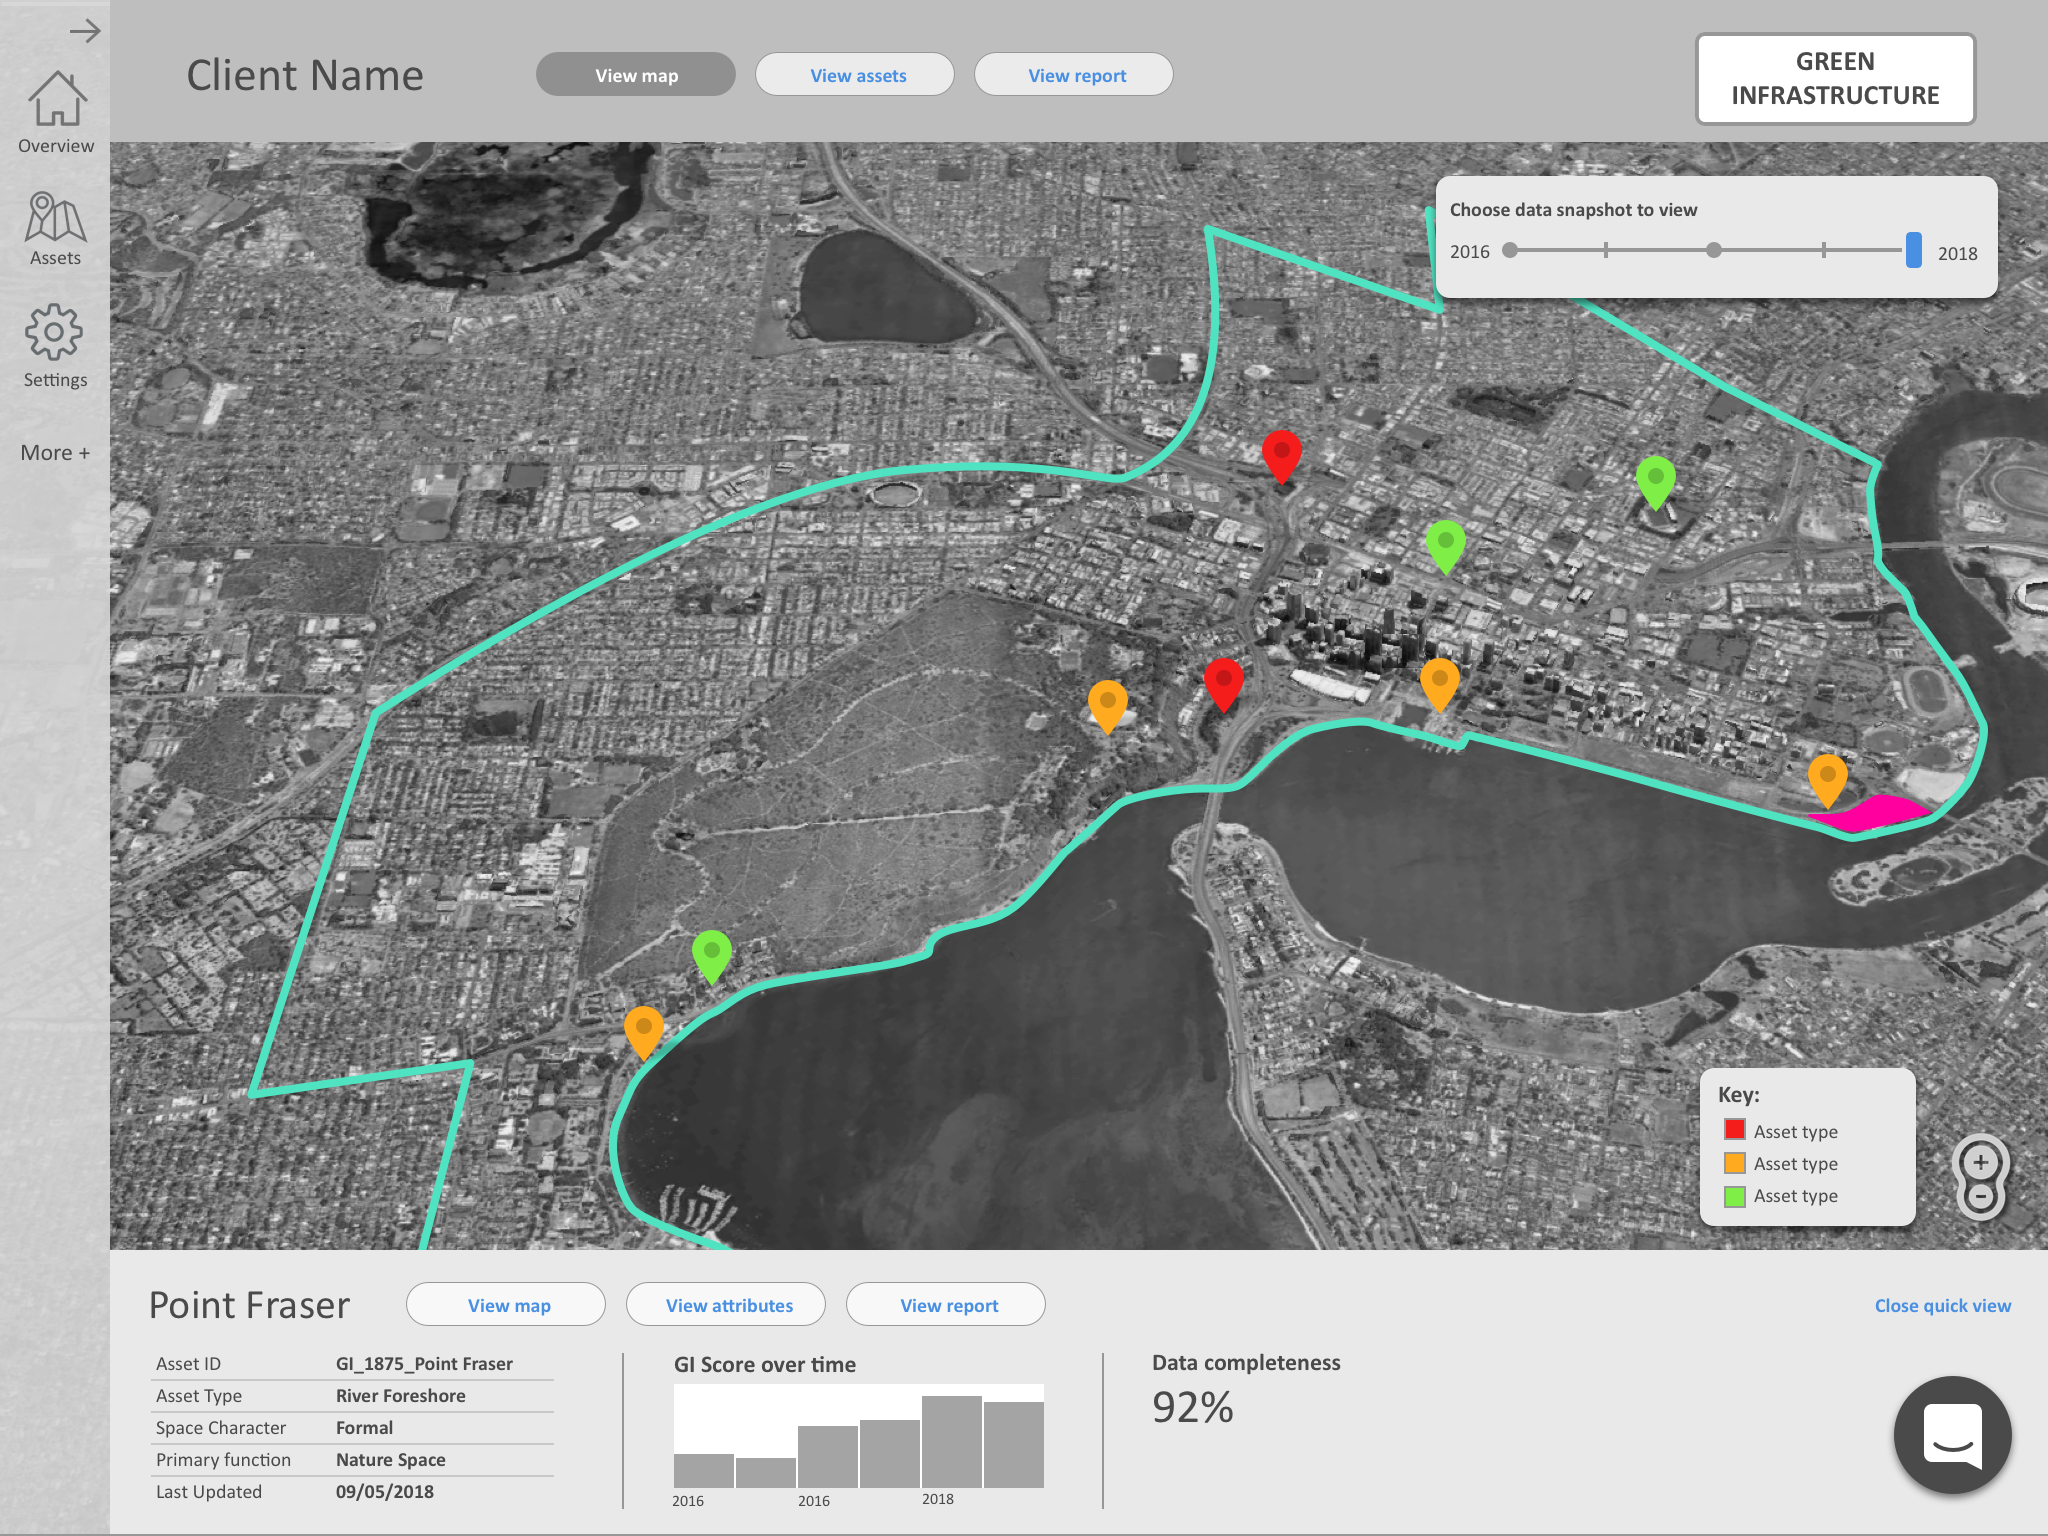 Client Name
View map
View assets
View report
GREEN
INFRASTRUCTURE
Overview
Assets
Settings
More +
Choose data snapshot to view
2016
2018
Key:
Asset type
Asset type
Asset type
+
-
Point Fraser
View map
View attributes
View report
Close quick view
Asset ID GI_1875_Point Fraser
Asset Type River Foreshore
Space Character Formal
Primary function Nature Space
Last Updated 09/05/2018
GI Score over time
2016 2016 2018
Data completeness
92%